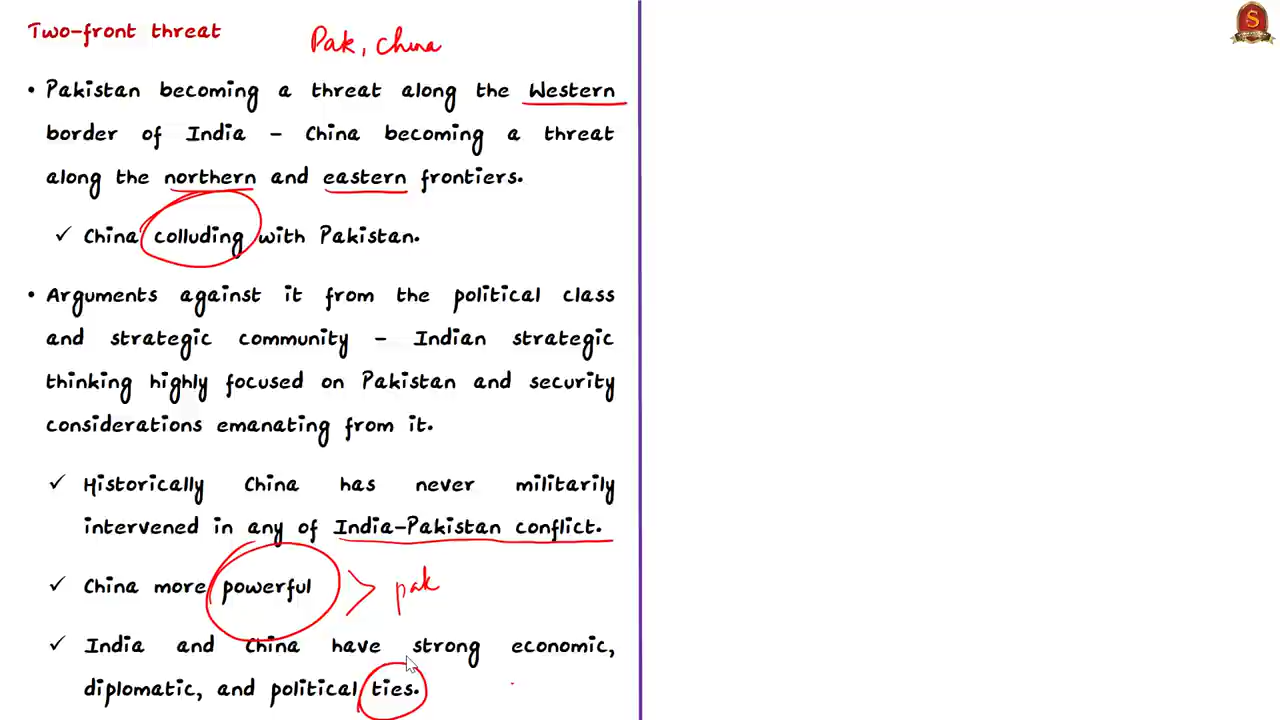 Two-front threat
Pak, China
• Pakistan becoming a threat along the Western
border of India – China becoming a threat
along the northern and eastern frontiers.
✓ China colluding with Pakistan.
• Arguments against it from the political class
and strategic community – Indian strategic
thinking highly focused on Pakistan and security
considerations emanating from it.
✓ Historically China has never militarily
intervened in any of India-Pakistan conflict.
✓ China more powerful > pak
✓ India and China have strong economic,
diplomatic, and political ties.
S